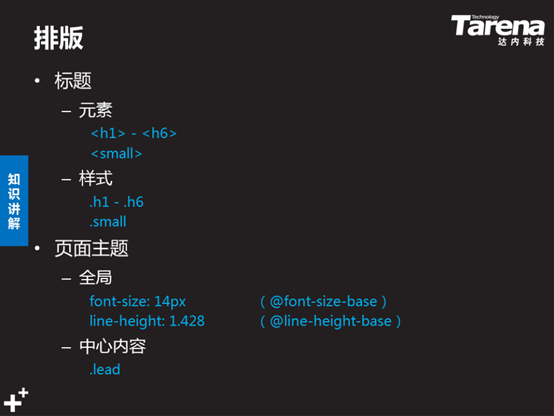 排版
Technology
Tarena
达内科技
• 标题
– 元素
<h1> - <h6>
<small>
– 样式
.h1 - .h6
.small
知识讲解
• 页面主题
– 全局
font-size: 14px （@font-size-base）
line-height: 1.428 （@line-height-base）
– 中心内容
.lead